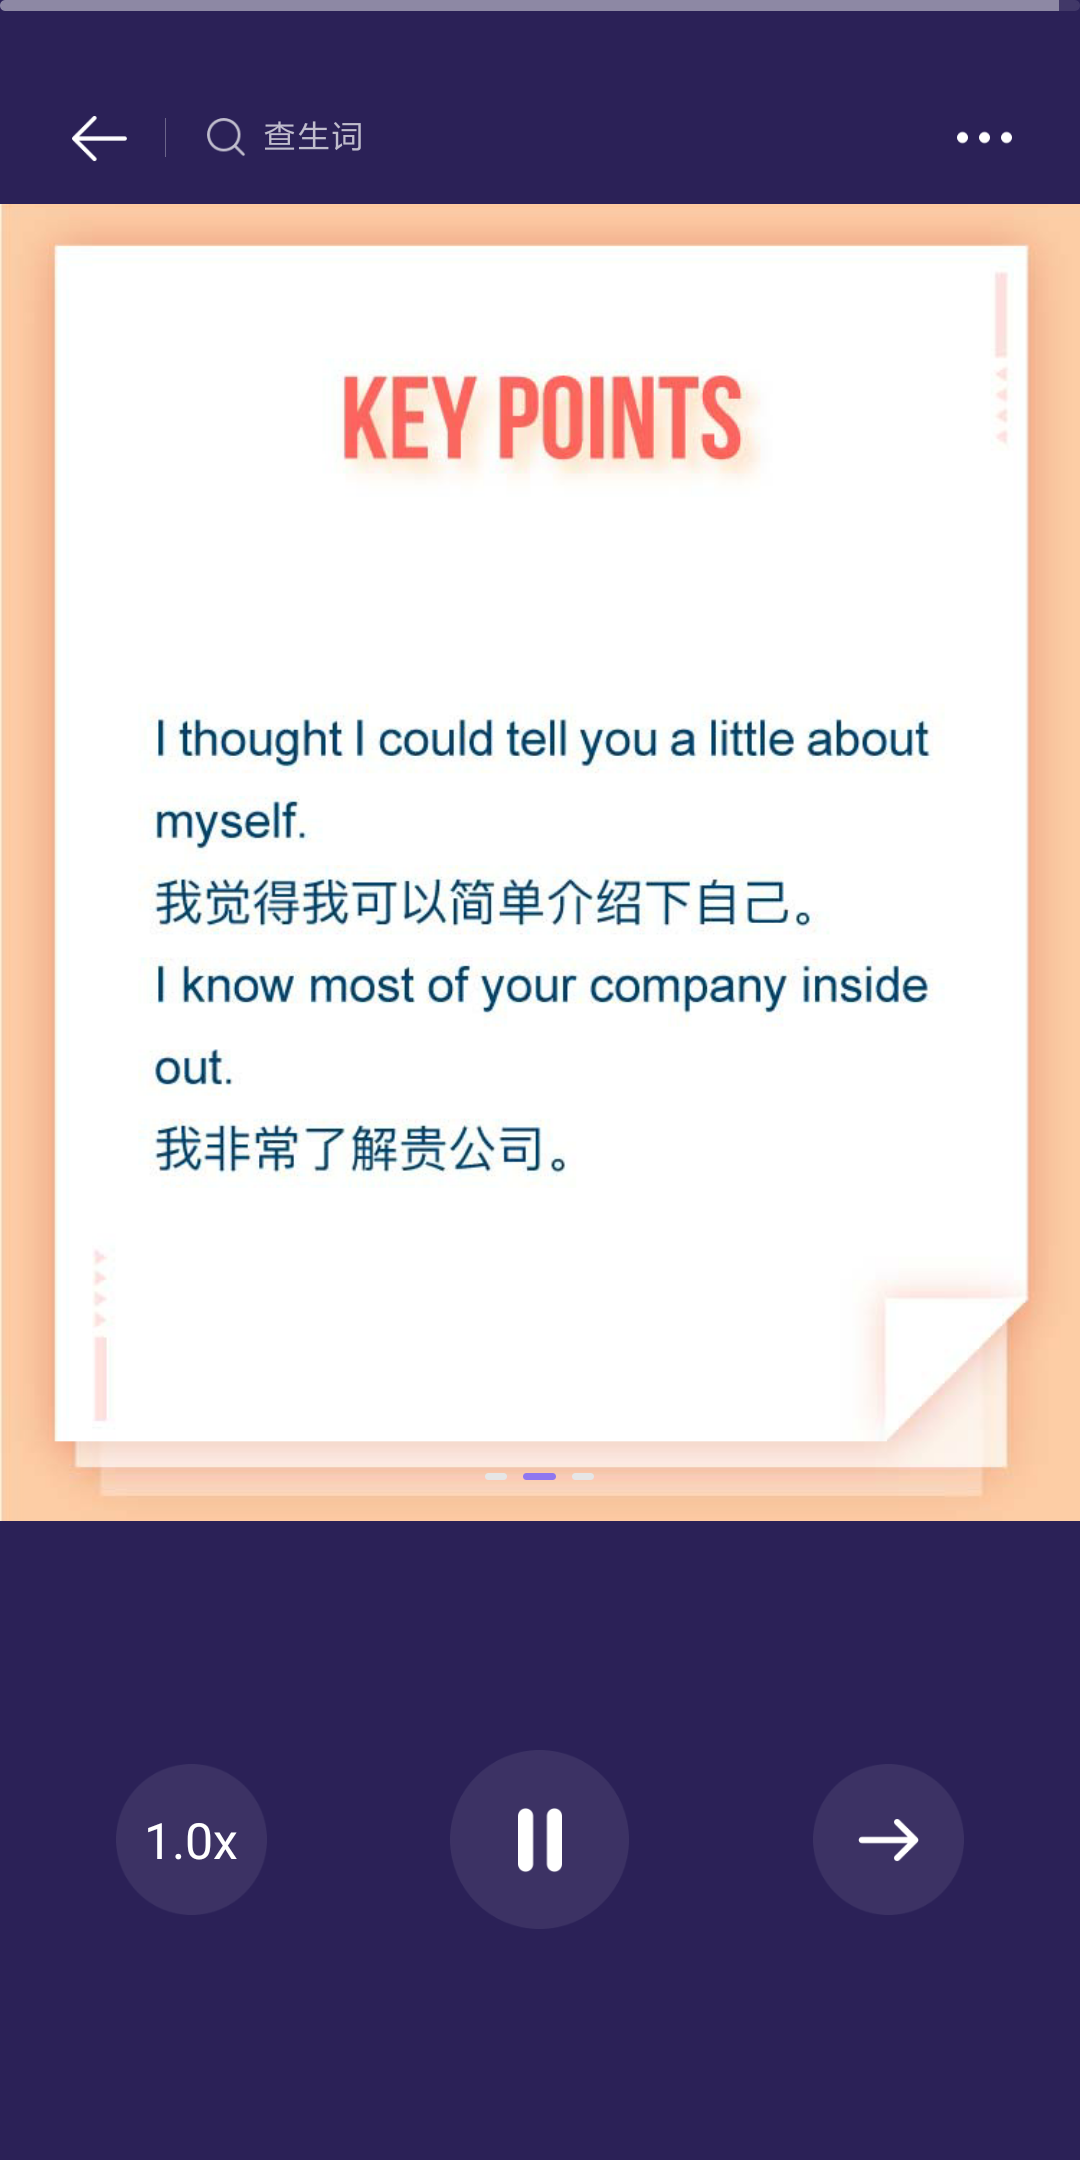 查生词
KEY POINTS
I thought I could tell you a little about
myself.
我觉得我可以简单介绍下自己。
I know most of your company inside
out.
我非常了解贵公司。
1.0x